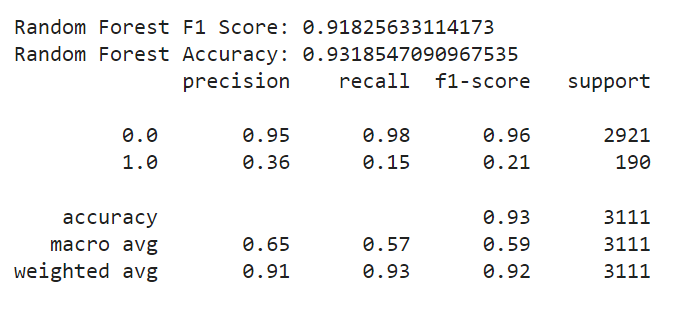 Random Forest F1 Score: 0.91825633114173
Random Forest Accuracy: 0.9318547090967535
precision recall f1-score support
0.0 0.95 0.98 0.96 2921
1.0 0.36 0.15 0.21 190
accuracy 0.93 3111
macro avg 0.65 0.57 0.59 3111
weighted avg 0.91 0.93 0.92 3111